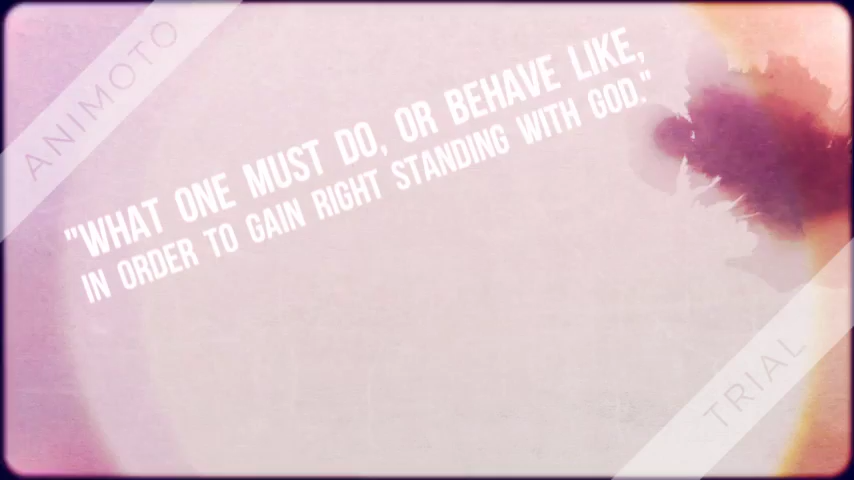 ANIMOTO
"WHAT ONE MUST DO, OR BEHAVE LIKE,
IN ORDER TO GAIN RIGHT STANDING WITH GOD."
TRIAL